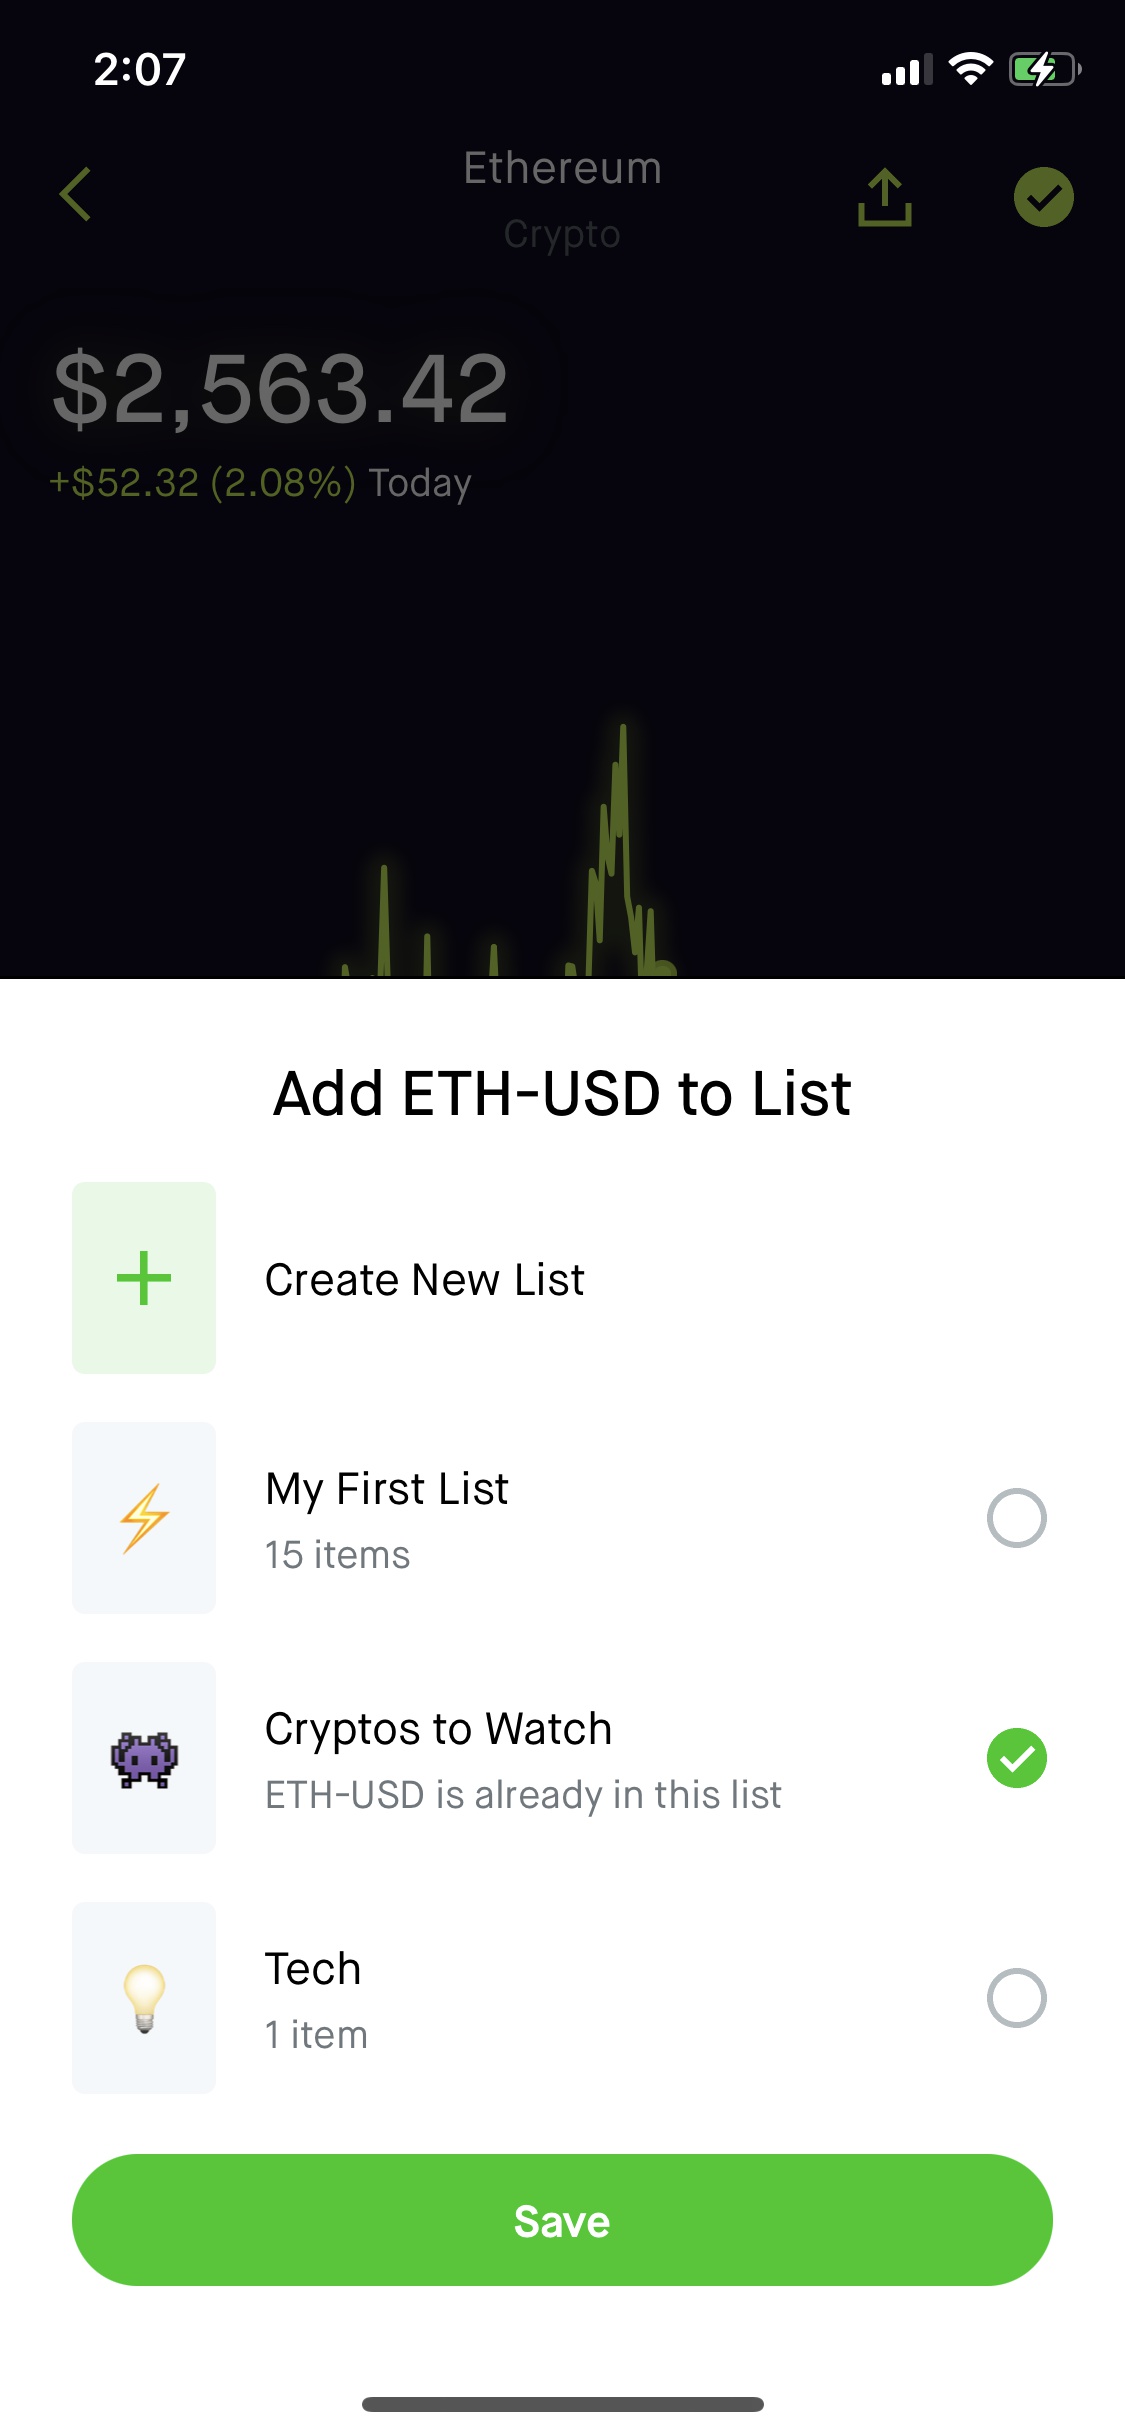 2:07
Ethereum
Crypto
$2,563.42
+$52.32 (2.08%) Today
Add ETH-USD to List
Create New List
My First List
15 items
Cryptos to Watch
ETH-USD is already in this list
Tech
1 item
Save